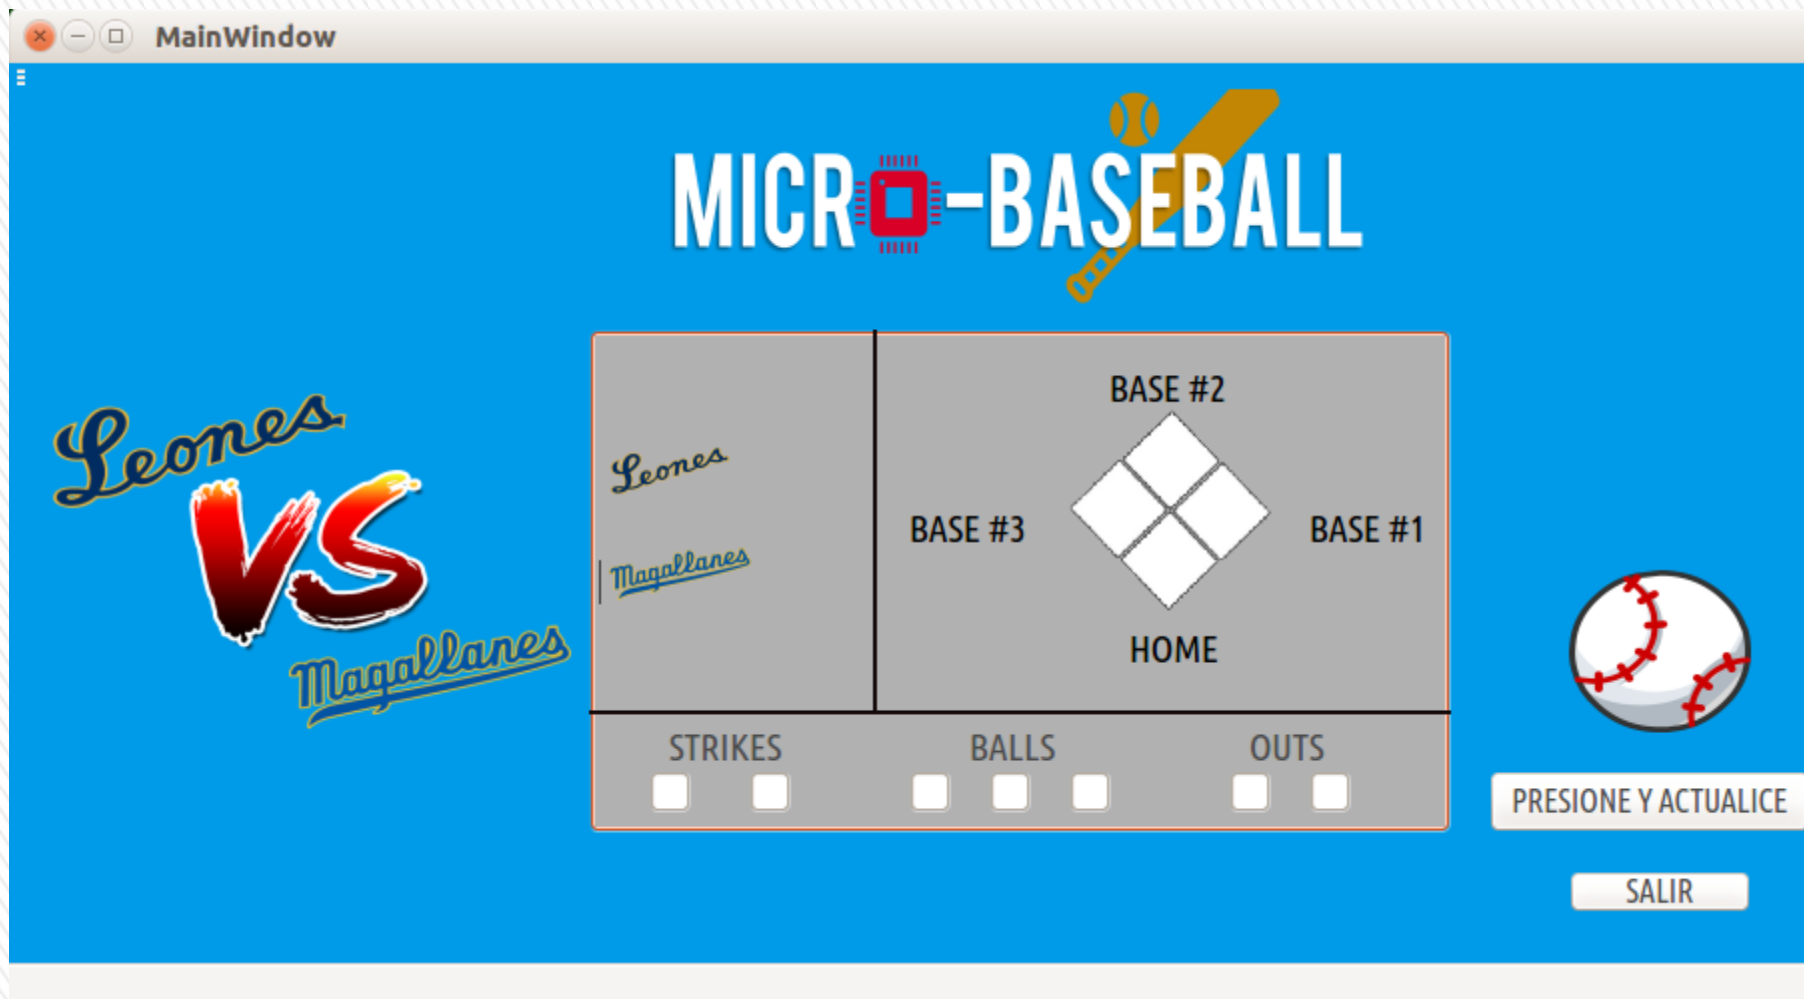 MainWindow
MICRO-BASEBALL
Leones
VS
Magallanes
Leones
Magallanes
BASE #2
BASE #3
BASE #1
HOME
STRIKES
BALLS
OUTS
PRESIONE Y ACTUALICE
SALIR